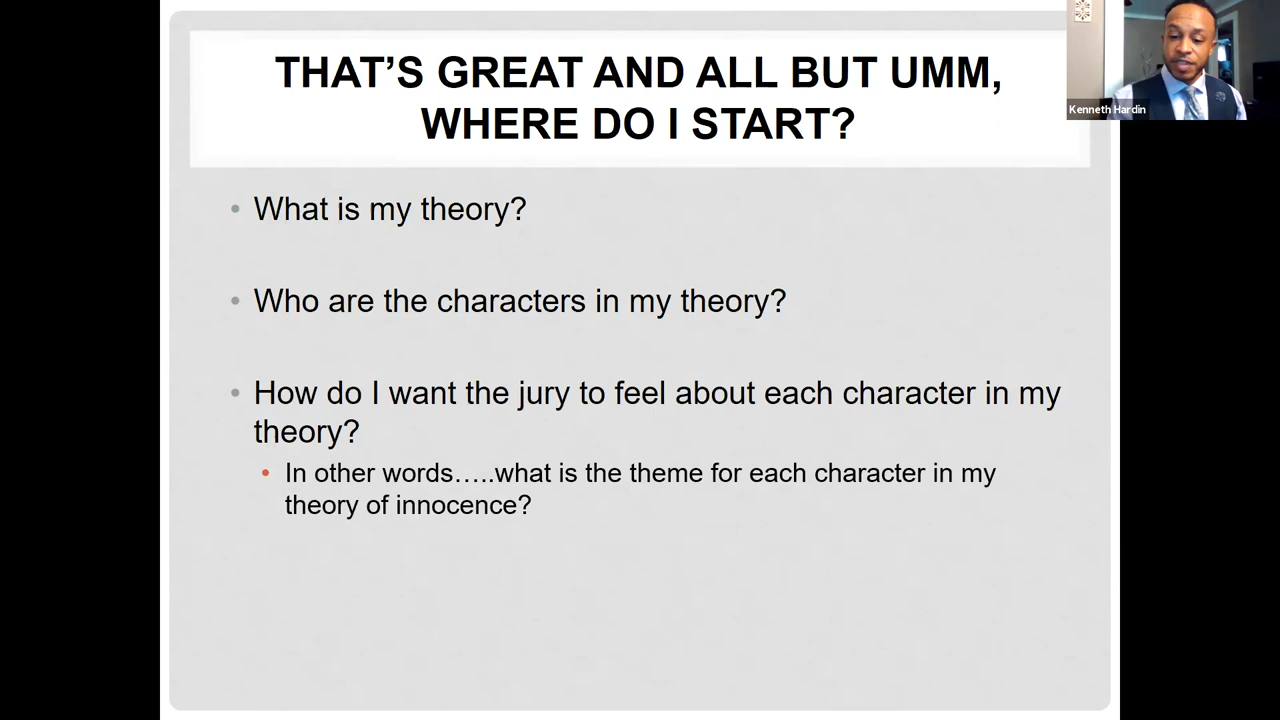 THAT’S GREAT AND ALL BUT UMM,
WHERE DO I START?
Kenneth Hardin
• What is my theory?
• Who are the characters in my theory?
• How do I want the jury to feel about each character in my
theory?
• In other words…..what is the theme for each character in my
theory of innocence?